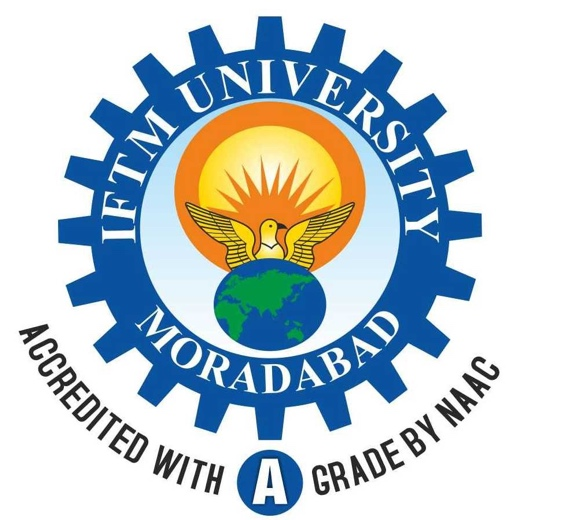 IFTM UNIVERSITY
MORADABAD
ACCREDITED WITH A GRADE BY NAAC